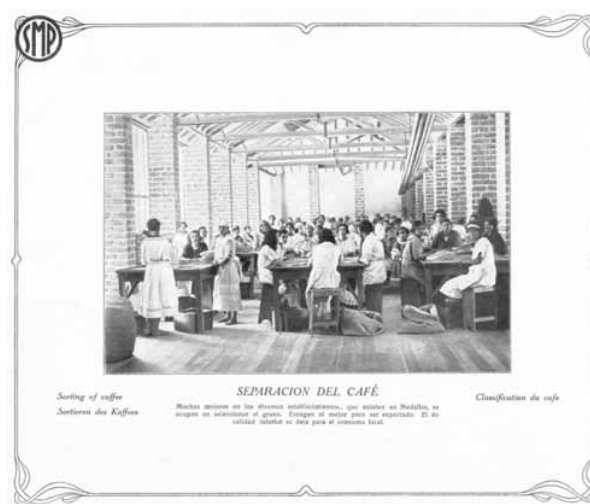 SMP
SEPARACION DEL CAFÉ
Sorting of coffee
Sortieren des Kaffees
Classification du cafe
Muchas mujeres en los diversos establecimientos, que existen en Medellín, se
ocupan en seleccionar el grano. Escogen el mejor para ser exportado. El de
calidad inferior se deja para el consumo local.